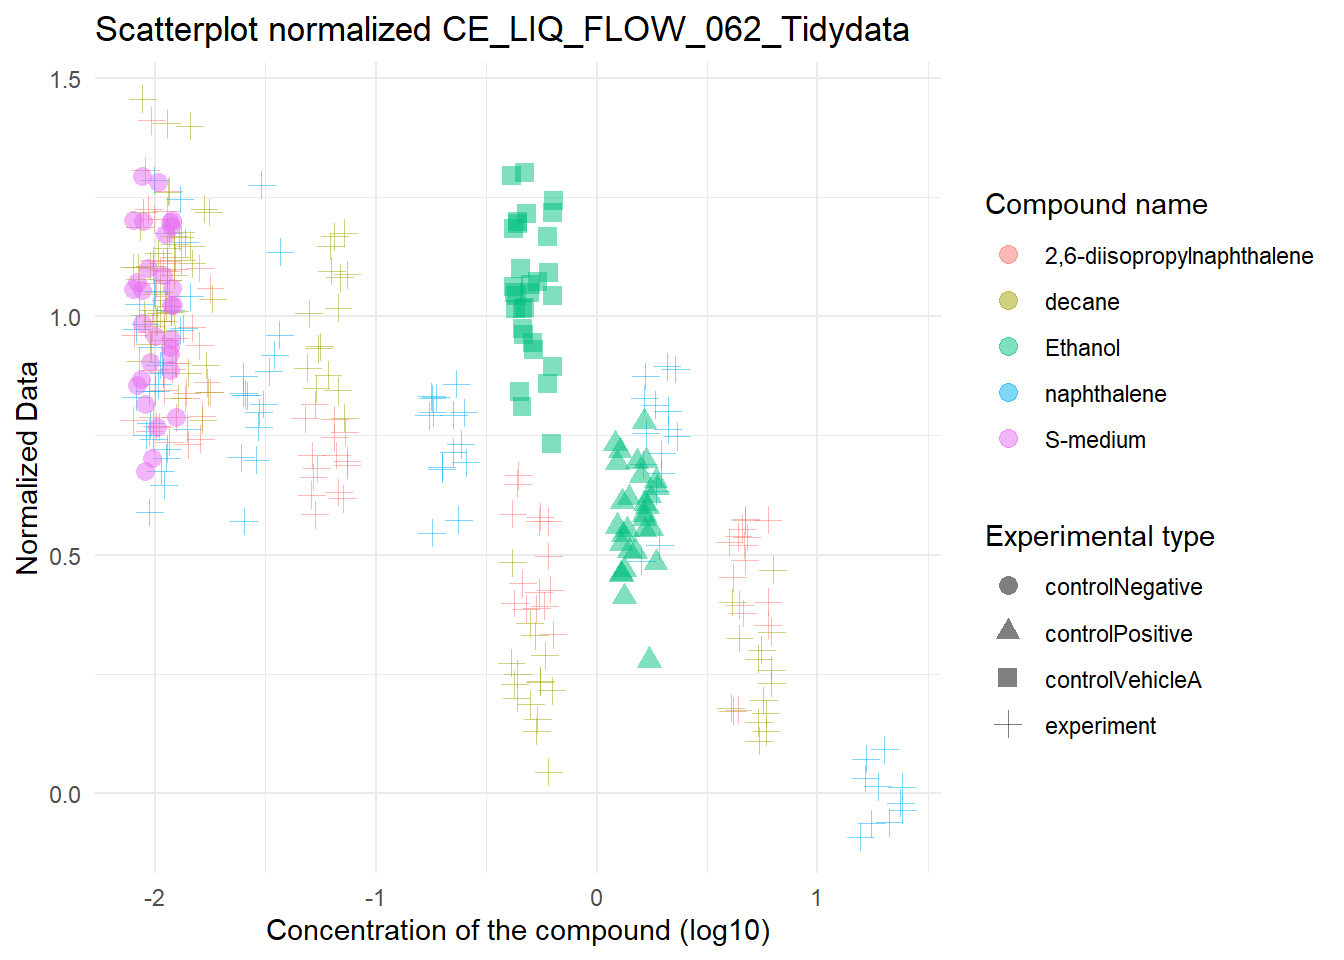 Scatterplot normalized CE_LIQ_FLOW_062_Tidydata
1.5
1.0
0.5
0.0
Normalized Data
-2
-1
0
1
Concentration of the compound (log10)
Compound name
2,6-diisopropylnaphthalene
decane
Ethanol
naphthalene
S-medium
Experimental type
controlNegative
controlPositive
controlVehicleA
experiment